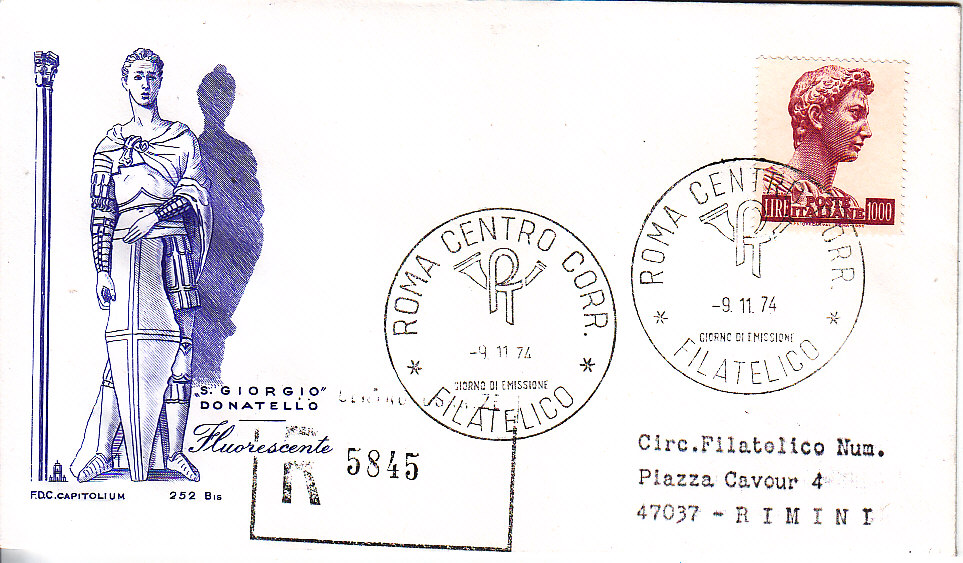 LIRE POSTE
ITALIANE 1000
ROMA CENTRO CORR.
-9. 11. 74
GIORNO DI EMISSIONE
FILATELICO
ROMA CENTRO CORR.
-9 11 74
GIORNO DI EMISSIONE
FILATELICO
„S. GIORGIO”
DONATELLO
Fluorescente
F.D.C. CAPITOLIUM 252 BIS
R 5845
Circ.Filatelico Num.
Piazza Cavour 4
47037 - RIMINI